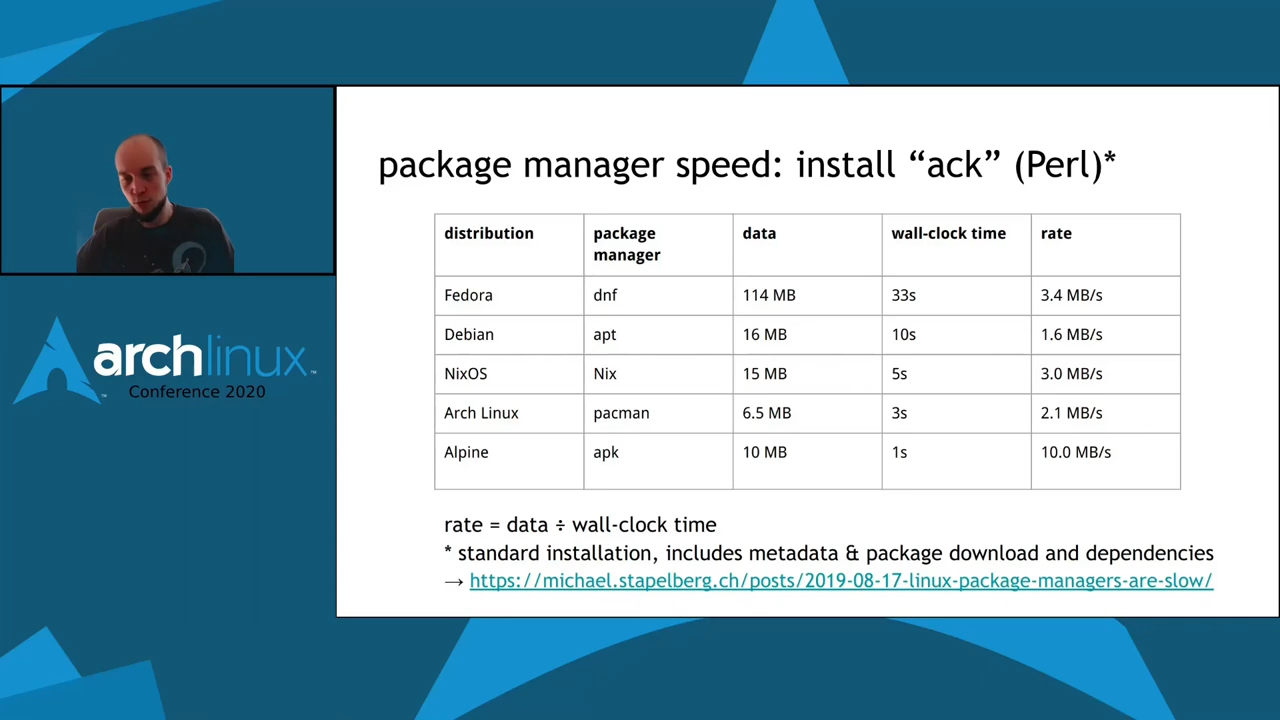 package manager speed: install “ack” (Perl)*
distribution package manager data wall-clock time rate
Fedora dnf 114 MB 33s 3.4 MB/s
Debian apt 16 MB 10s 1.6 MB/s
NixOS Nix 15 MB 5s 3.0 MB/s
Arch Linux pacman 6.5 MB 3s 2.1 MB/s
Alpine apk 10 MB 1s 10.0 MB/s
rate = data ÷ wall-clock time
* standard installation, includes metadata & package download and dependencies
→ https://michael.stapelberg.ch/posts/2019-08-17-linux-package-managers-are-slow/
archlinux™
Conference 2020